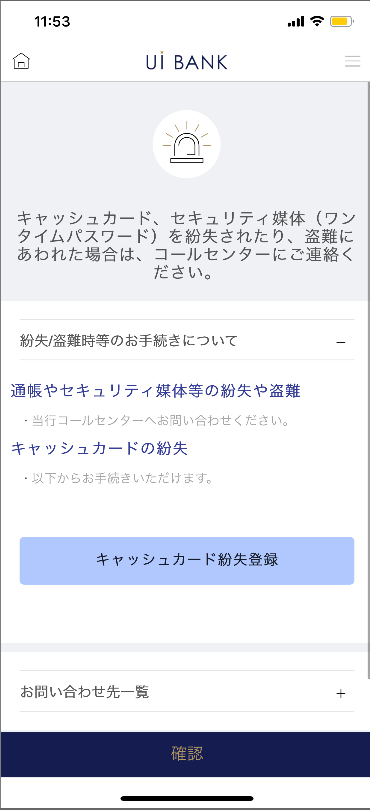 11:53
UI BANK
キャッシュカード、セキュリティ媒体（ワン
タイムパスワード）を紛失されたり、盗難に
あわれた場合は、コールセンターにご連絡く
ださい。
紛失/盗難時等のお手続きについて
通帳やセキュリティ媒体等の紛失や盗難
・当行コールセンターへお問い合わせください。
キャッシュカードの紛失
・以下からお手続きいただけます。
キャッシュカード紛失登録
お問い合わせ先一覧
確認